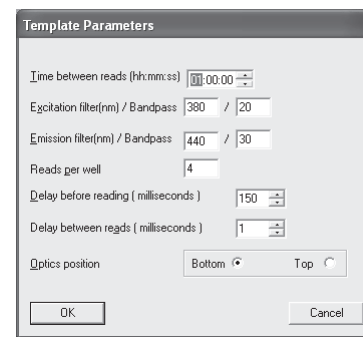 Template Parameters
Time between reads (hh:mm:ss) 01:00:00
Excitation filter(nm) / Bandpass 380 / 20
Emission filter(nm) / Bandpass 440 / 30
Reads per well 4
Delay before reading ( milliseconds ) 150
Delay between reads ( milliseconds ) 1
Optics position Bottom Top
OK Cancel